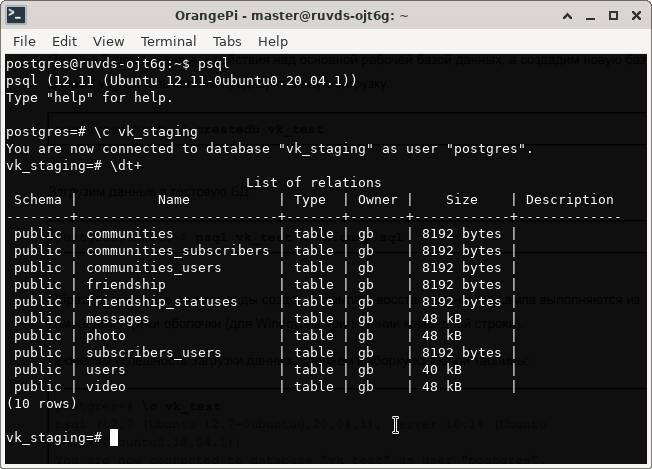 OrangePi - master@ruvds-ojt6g: ~
File Edit View Terminal Tabs Help
postgres@ruvds-ojt6g:~$ psql
psql (12.11 (Ubuntu 12.11-0ubuntu0.20.04.1))
Type "help" for help.
postgres=# \c vk_staging
You are now connected to database "vk_staging" as user "postgres".
vk_staging=# \dt+
List of relations
Schema | Name | Type | Owner | Size | Description
--------+-------------------------+-------+-------+------------+-------------
public | communities | table | gb | 8192 bytes |
public | communities_subscribers | table | gb | 8192 bytes |
public | communities_users | table | gb | 8192 bytes |
public | friendship | table | gb | 8192 bytes |
public | friendship_statuses | table | gb | 8192 bytes |
public | messages | table | gb | 48 kB |
public | photo | table | gb | 48 kB |
public | subscribers_users | table | gb | 8192 bytes |
public | users | table | gb | 40 kB |
public | video | table | gb | 48 kB |
(10 rows)
vk_staging=#